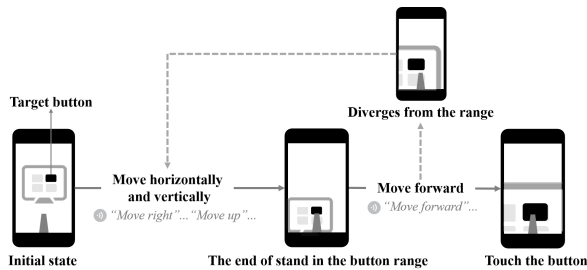 Target button
Diverges from the range
Move horizontally
and vertically
"Move right"…"Move up"…
Move forward
"Move forward"…
Initial state
The end of stand in the button range
Touch the button